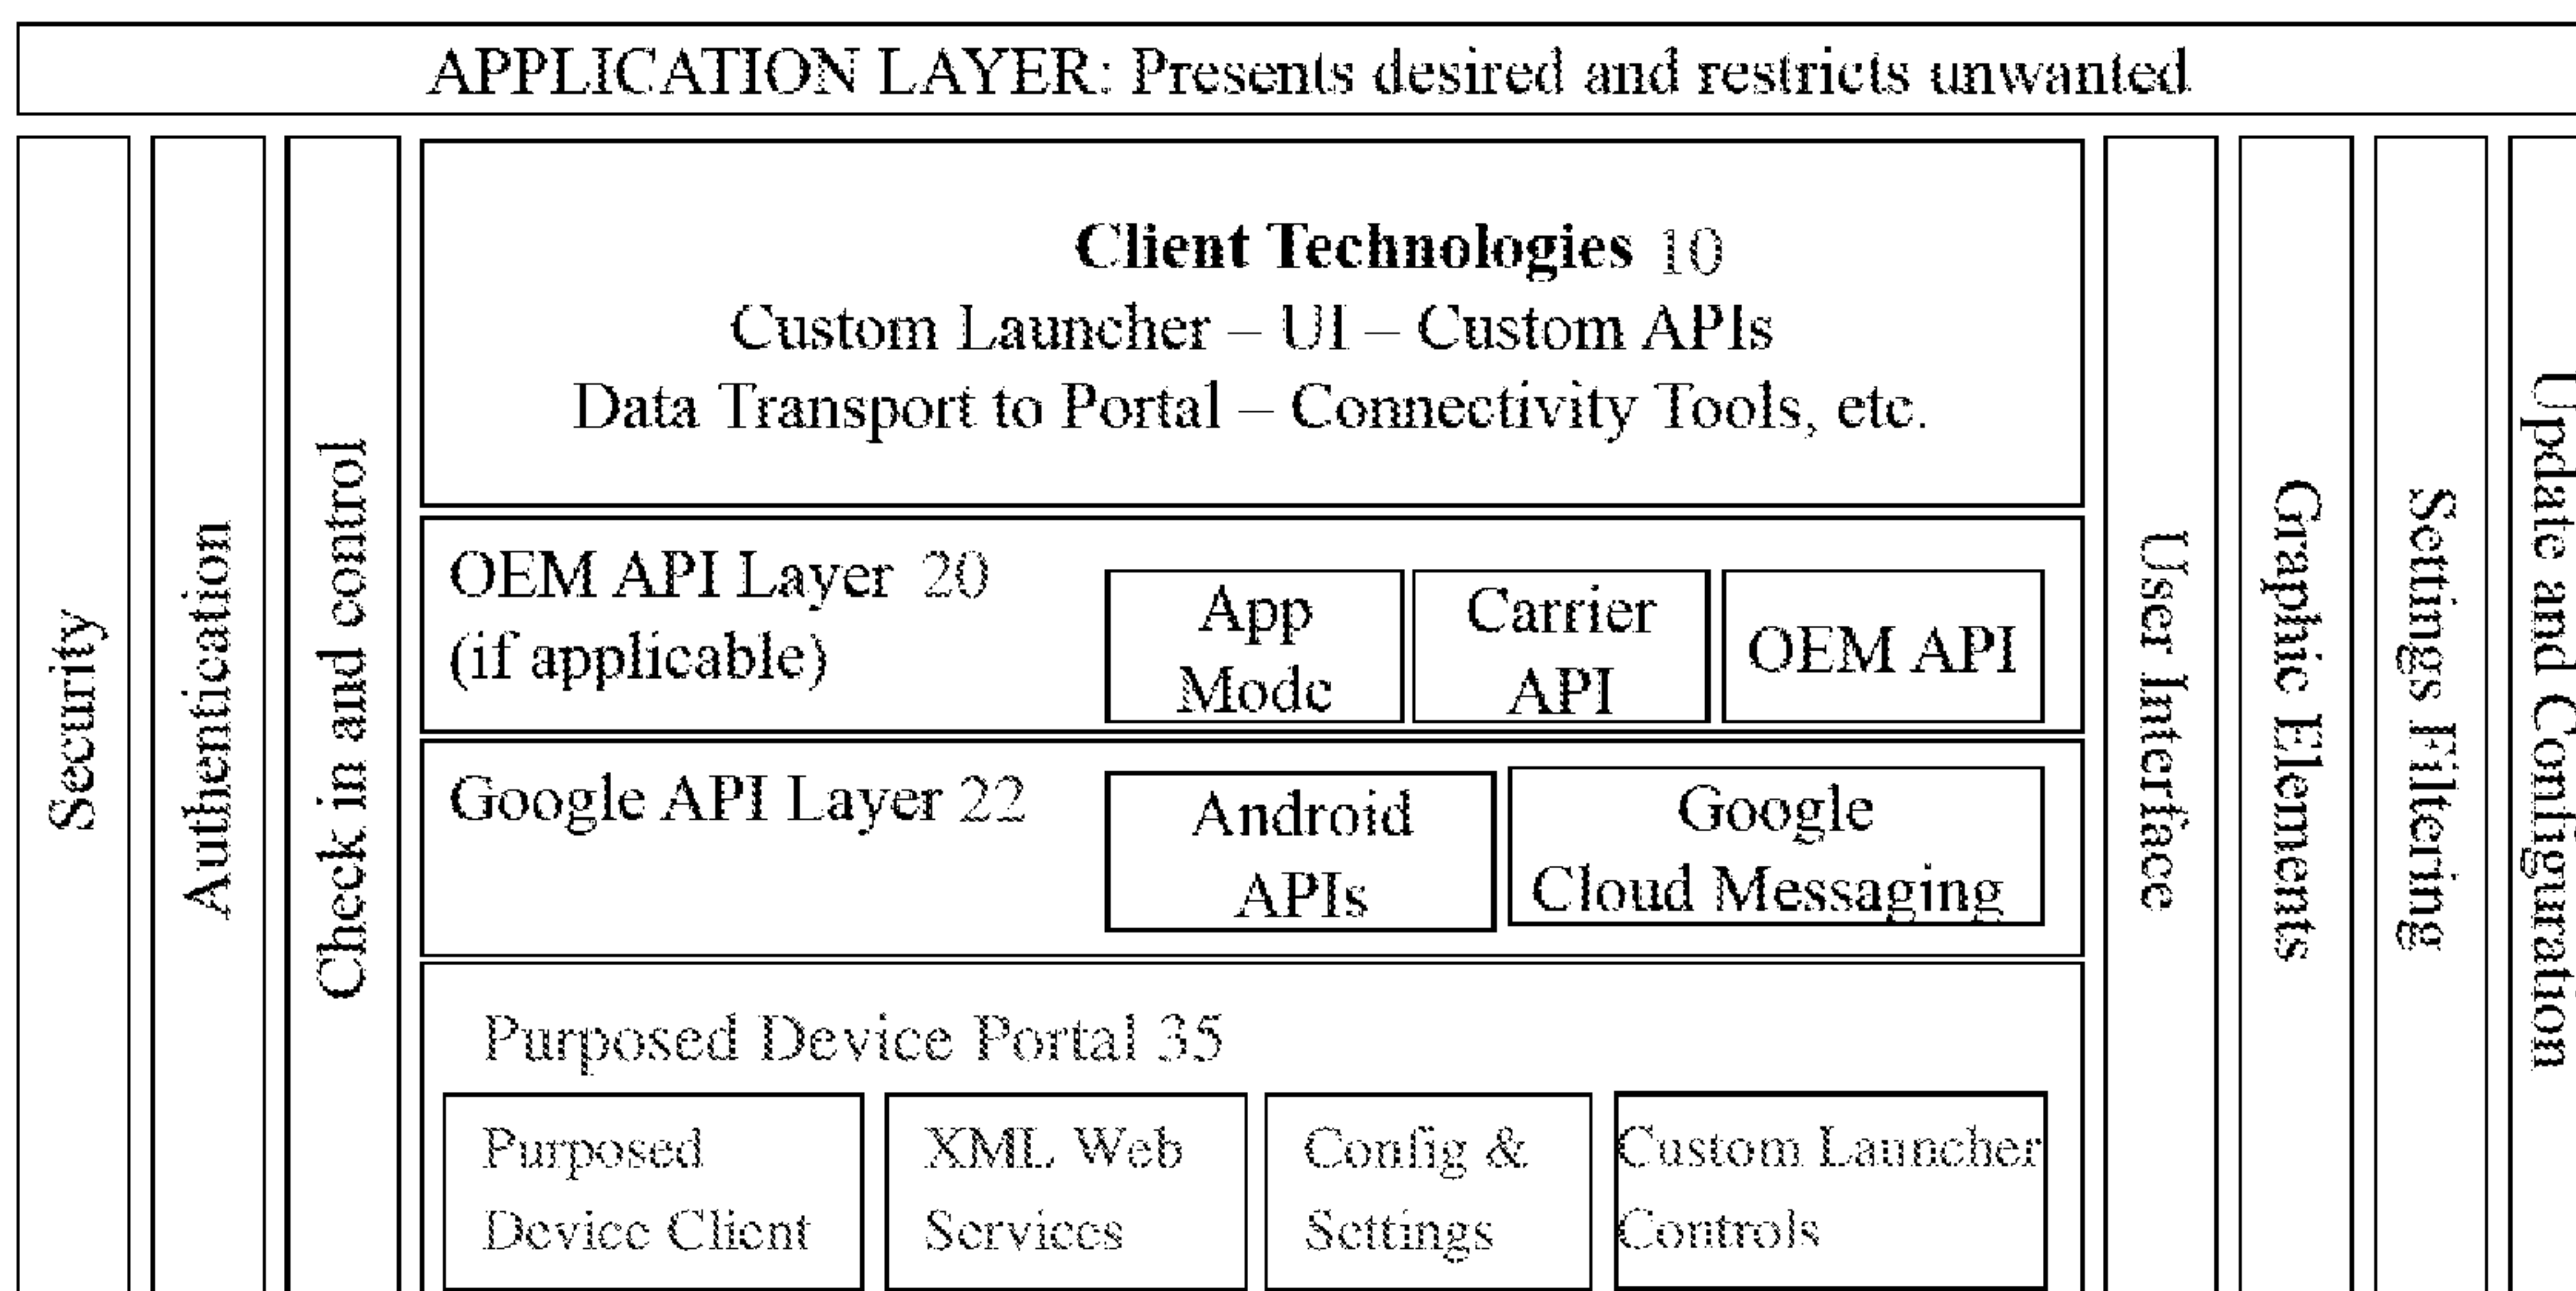 APPLICATION LAYER: Presents desired and restricts unwanted
Security
Authentication
Check in and control
Client Technologies 10
Custom Launcher – UI – Custom APIs
Data Transport to Portal – Connectivity Tools, etc.
OEM API Layer 20
(if applicable)
App
Mode
Carrier
API
OEM API
Google API Layer 22
Android
APIs
Google
Cloud Messaging
Purposed Device Portal 35
Purposed
Device Client
XML Web
Services
Config &
Settings
Custom Launcher
Controls
User Interface
Graphic Elements
Settings Filtering
Update and Configuration